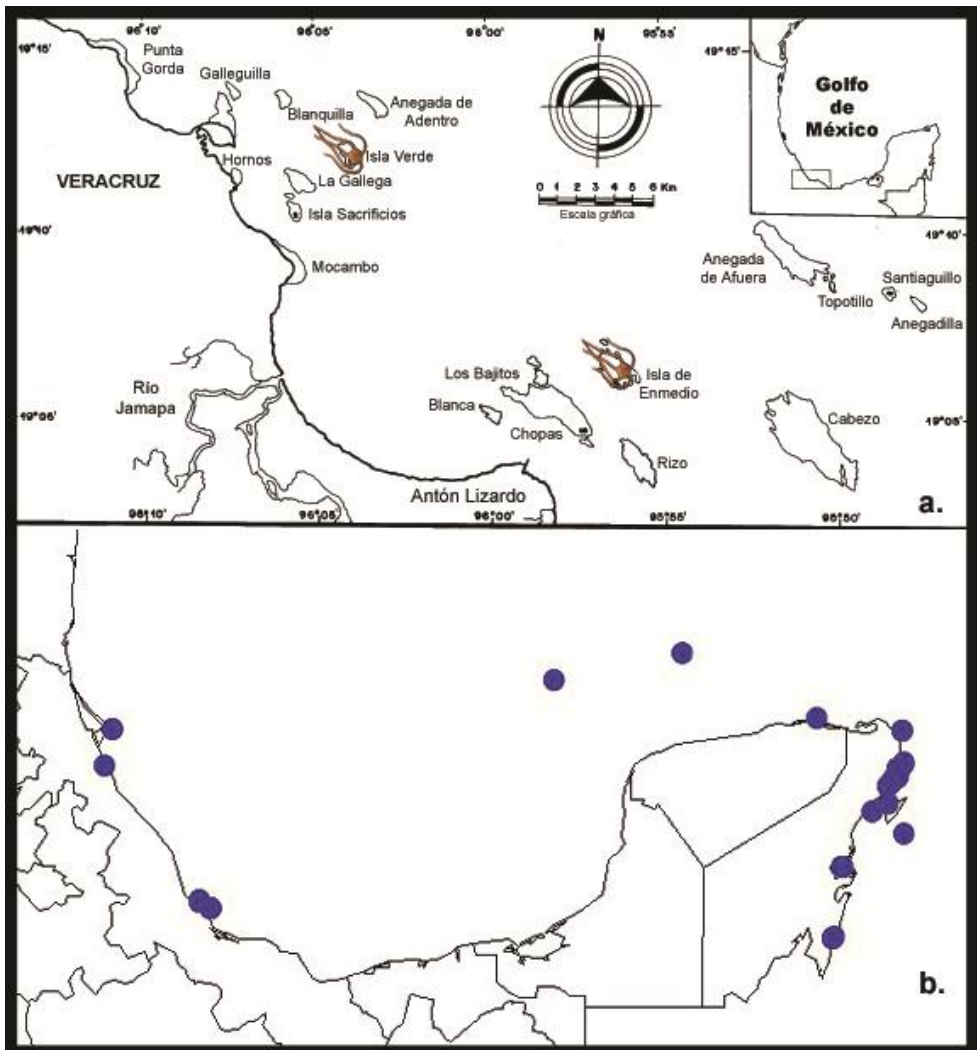 96°10'
96°05'
96°00'
95°55'
19°15'
Punta
Gorda
Galleguilla
Blanquilla
Anegada de
Adentro
N
19°15'
Golfo
de
México
Hornos
Isla Verde
VERACRUZ
La Gallega
Isla Sacrificios
0 1 2 3 4 5 6 Km
Escala gráfica
19°10'
19°10'
Mocambo
Anegada
de Afuera
Topotillo
Santiaguillo
Anegadilla
Río
Jamapa
Los Bajitos
Blanca
Chopas
Isla de
Enmedio
Rizo
Cabezo
19°05'
19°05'
Antón Lizardo
a.
96°10'
96°05'
96°00'
95°55'
95°50'
b.